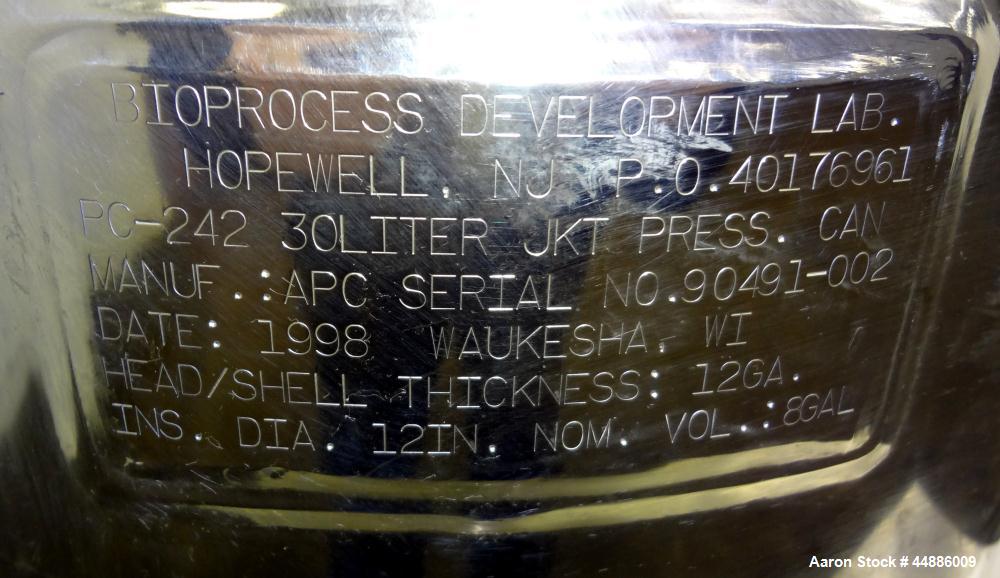 BIOPROCESS DEVELOPMENT LAB.
HOPEWELL, NJ P.O.40176961
PC-242 30LITER JKT PRESS. CAN
MANUF.:APC SERIAL NO.90491-002
DATE: 1998 WAUKESHA, WI
HEAD/SHELL THICKNESS: 12GA.
INS. DIA. 12IN. NOM. VOL.:8GAL
Aaron Stock # 44886009